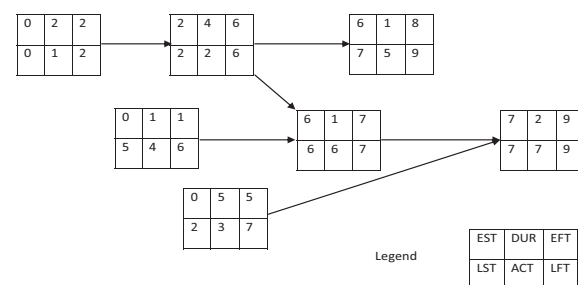 0 2 2
0 1 2
2 4 6
2 2 6
6 1 8
7 5 9
0 1 1
5 4 6
6 1 7
6 6 7
7 2 9
7 7 9
0 5 5
2 3 7
Legend
EST DUR EFT
LST ACT LFT